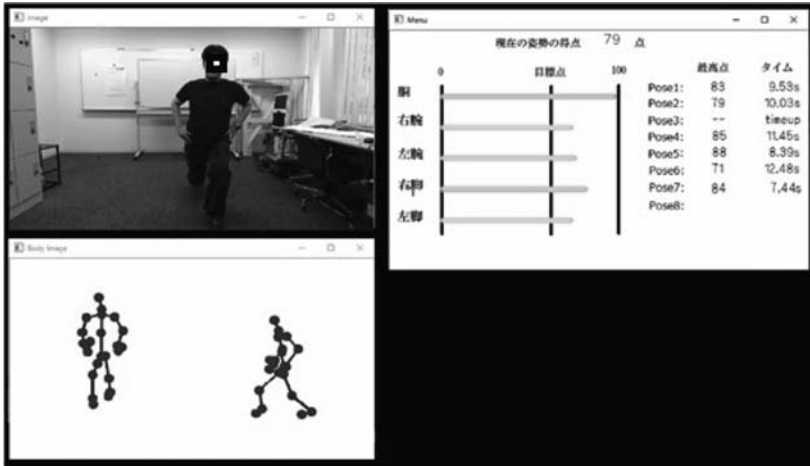 image
Menu
現在の姿勢の得点 79 点
0 目標点 100 最高点 タイム
胴
右腕
左腕
右脚
左脚
Pose1: 83 9.53s
Pose2: 79 10.03s
Pose3: -- timeup
Pose4: 85 11.45s
Pose5: 88 8.39s
Pose6: 71 12.48s
Pose7: 84 7.44s
Pose8:
Body Image